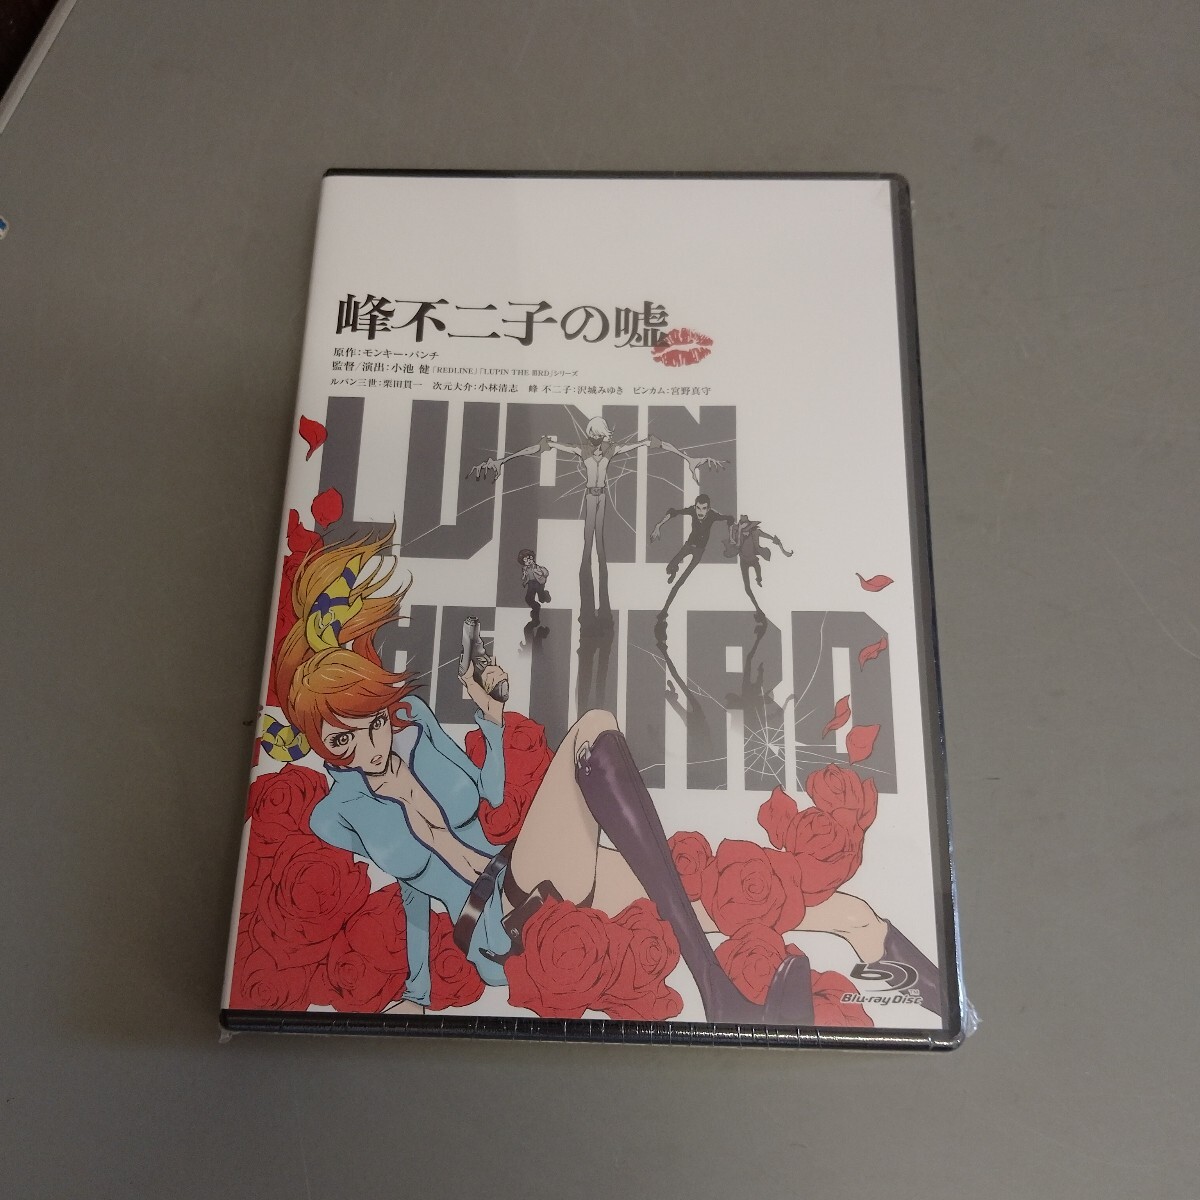 峰不二子の嘘
原作：モンキー・パンチ
監督/演出：小池 健「REDLINE」「LUPIN THE ⅢRD」シリーズ
ルパン三世：栗田貫一 次元大介：小林清志 峰 不二子：沢城みゆき ビンカム：宮野真守
LUPIN
ⅢRD
Blu-ray Disc™